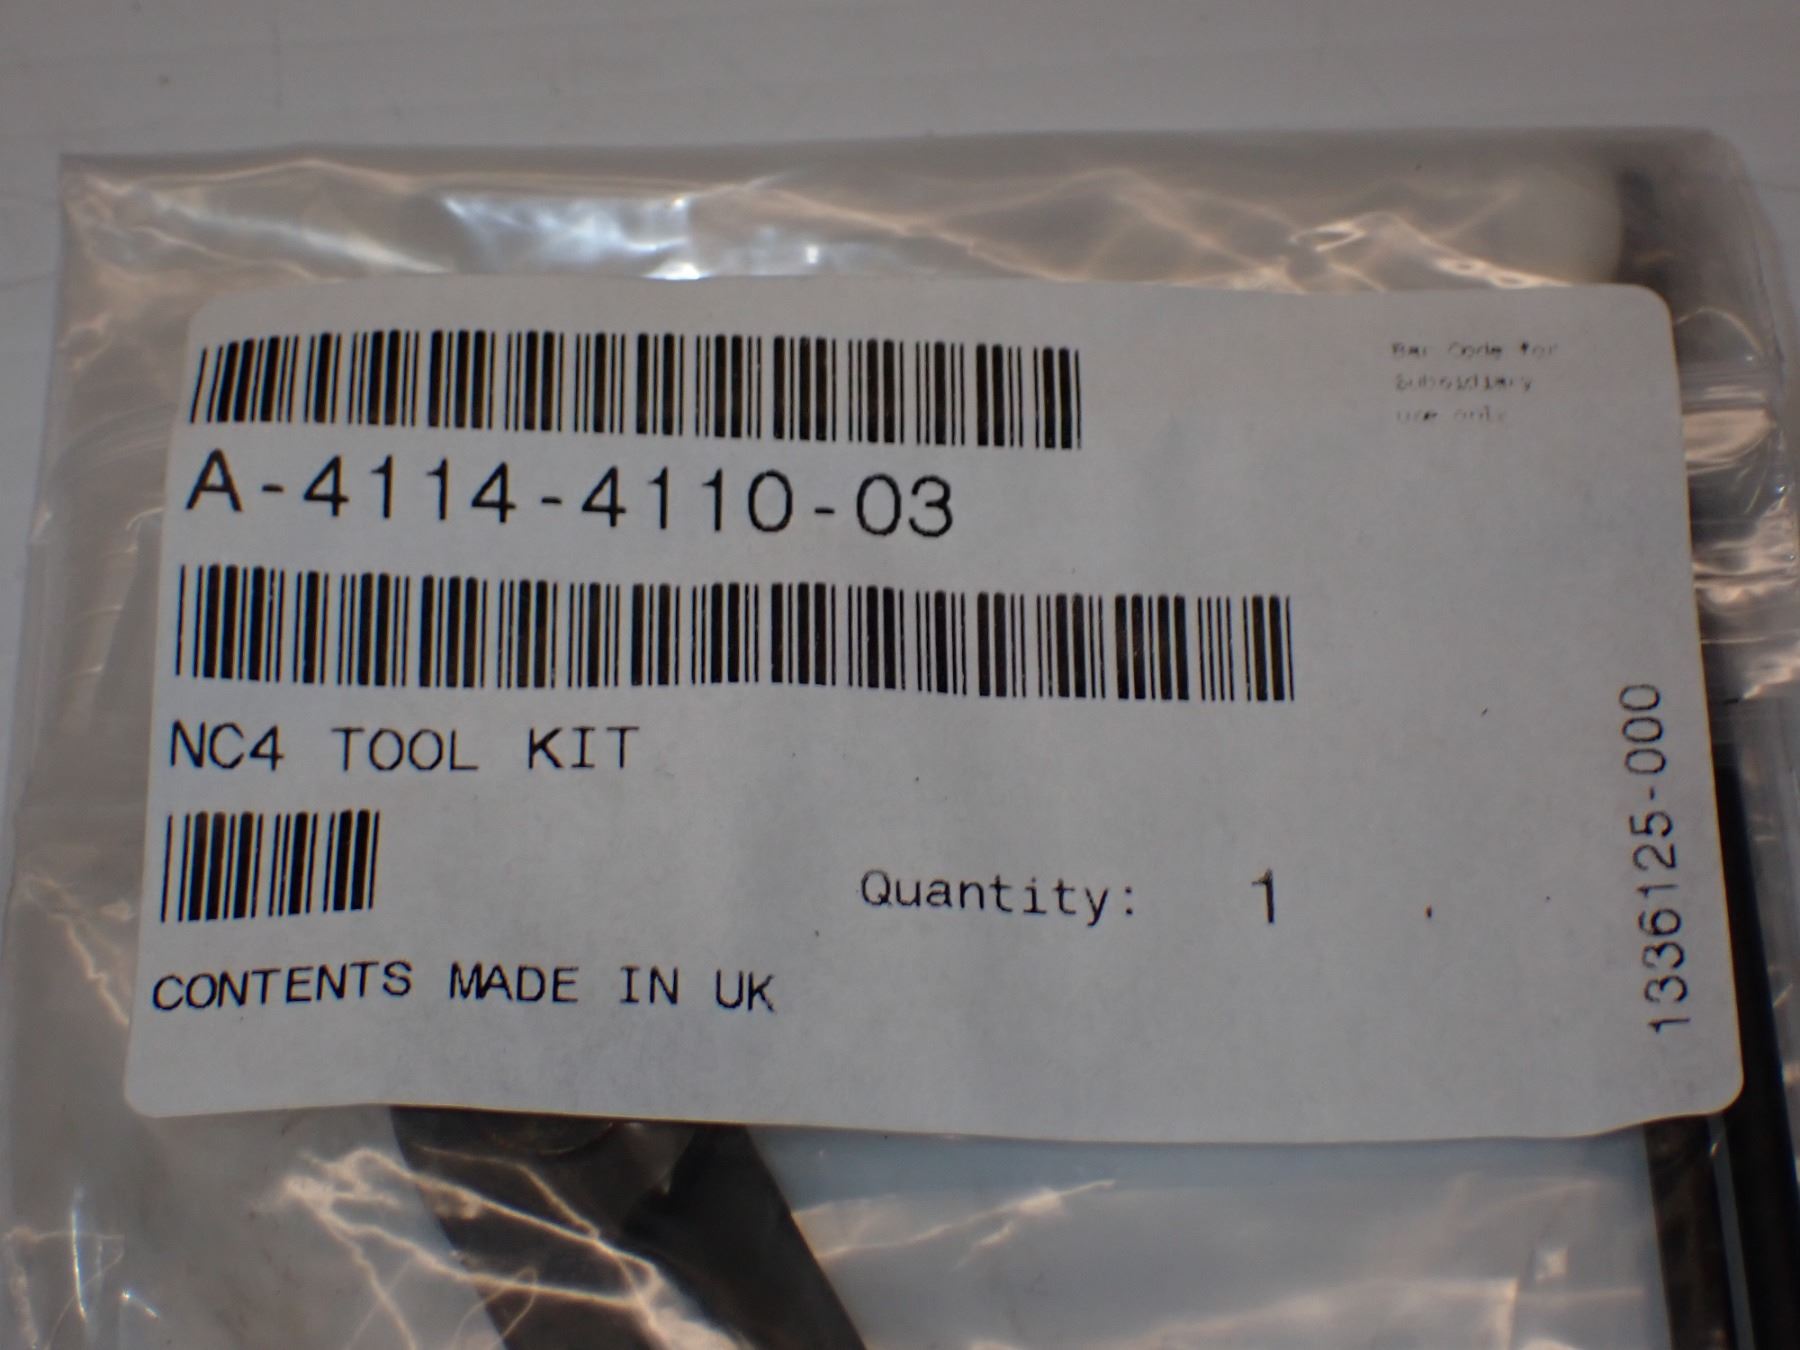 Bar Code for
Subsidiary
use only
A-4114-4110-03
NC4 TOOL KIT
Quantity: 1
CONTENTS MADE IN UK
1336125-000